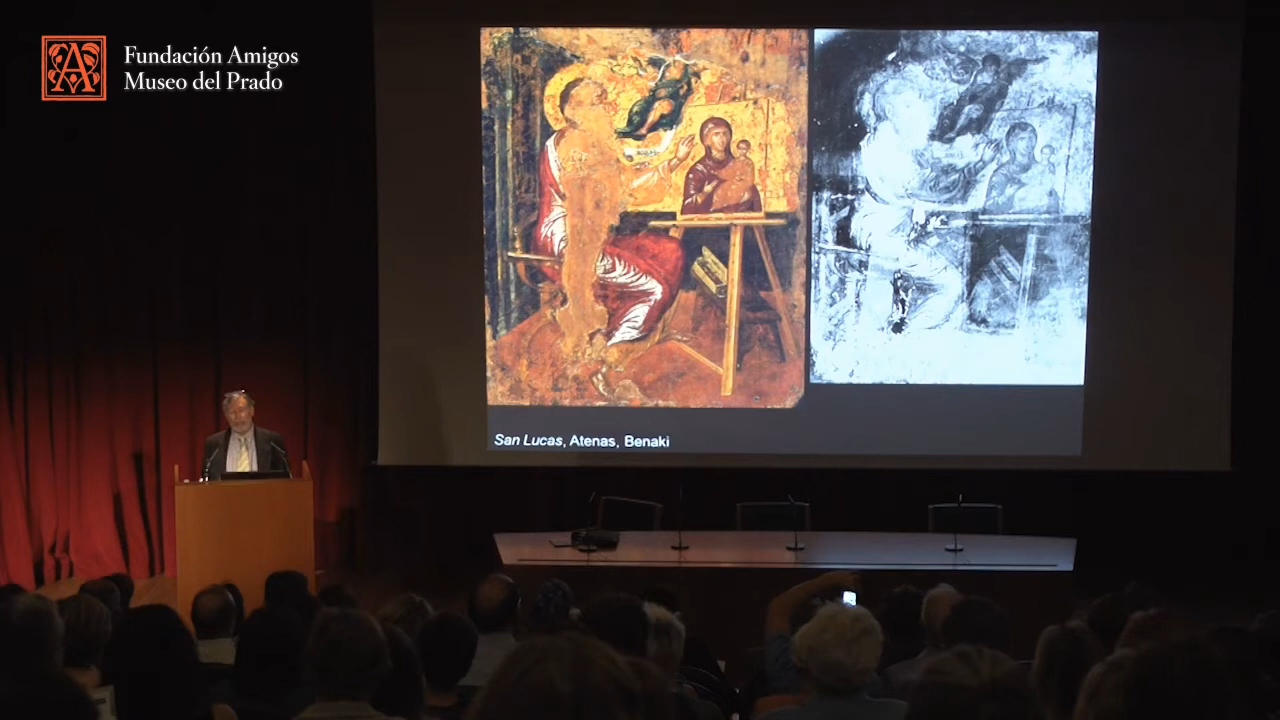 Fundación Amigos
Museo del Prado
San Lucas, Atenas, Benaki